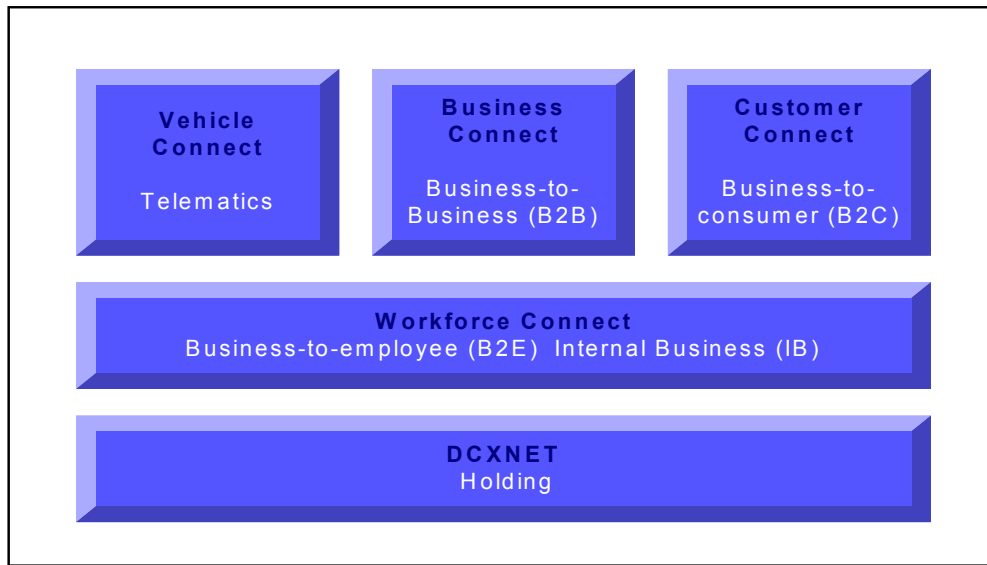 Vehicle
Connect
Telematics
Business
Connect
Business-to-
Business (B2B)
Customer
Connect
Business-to-
consumer (B2C)
Workforce Connect
Business-to-employee (B2E) Internal Business (IB)
DCXNET
Holding